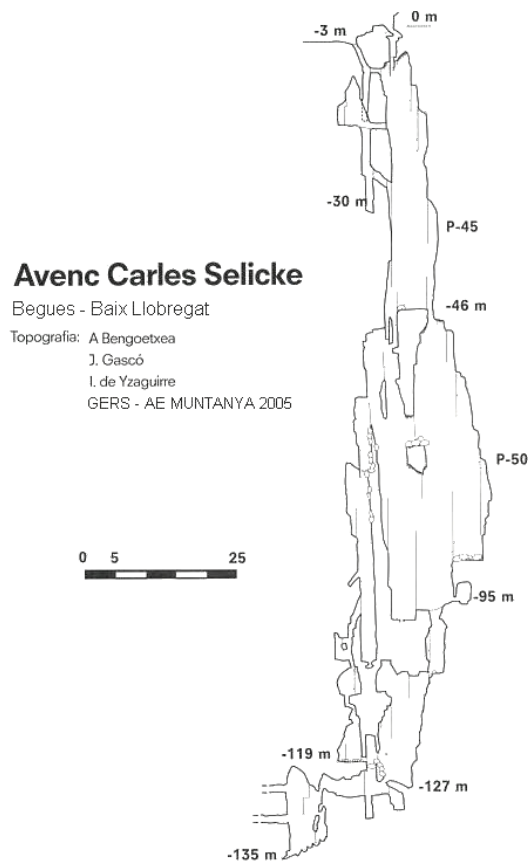 0 m
-3 m
-30 m
P-45
Avenc Carles Selicke
Begues - Baix Llobregat
-46 m
Topografia: A Bengoetxea
J. Gascó
I. de Yzaguirre
GERS - AE MUNTANYA 2005
P-50
0 5 25
-95 m
-119 m
-127 m
-135 m